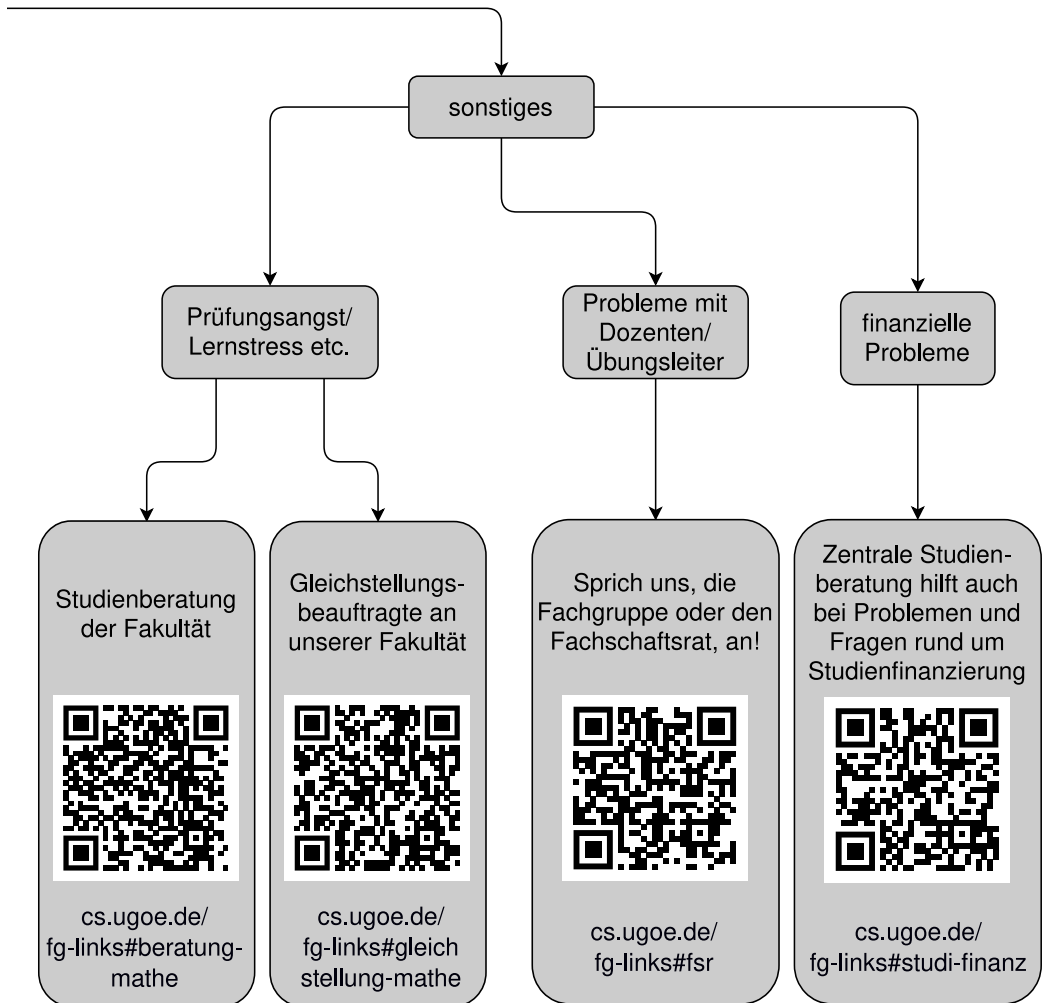 sonstiges
Prüfungsangst/
Lernstress etc.
Probleme mit
Dozenten/
Übungsleiter
finanzielle
Probleme
Studienberatung
der Fakultät
cs.ugoe.de/
fg-links#beratung-
mathe
Gleichstellungs-
beauftragte an
unserer Fakultät
cs.ugoe.de/
fg-links#gleich
stellung-mathe
Sprich uns, die
Fachgruppe oder den
Fachschaftsrat, an!
cs.ugoe.de/
fg-links#fsr
Zentrale Studien-
beratung hilft auch
bei Problemen und
Fragen rund um
Studienfinanzierung
cs.ugoe.de/
fg-links#studi-finanz